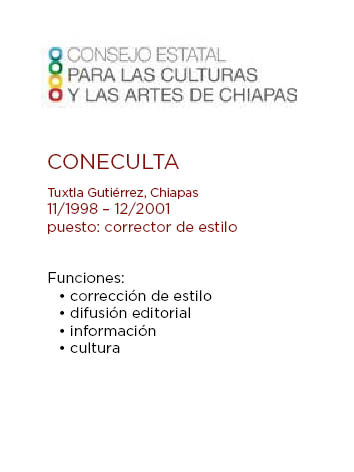 CONSEJO ESTATAL
PARA LAS CULTURAS
Y LAS ARTES DE CHIAPAS
CONECULTA
Tuxtla Gutiérrez, Chiapas
11/1998 – 12/2001
puesto: corrector de estilo
Funciones:
• corrección de estilo
• difusión editorial
• información
• cultura